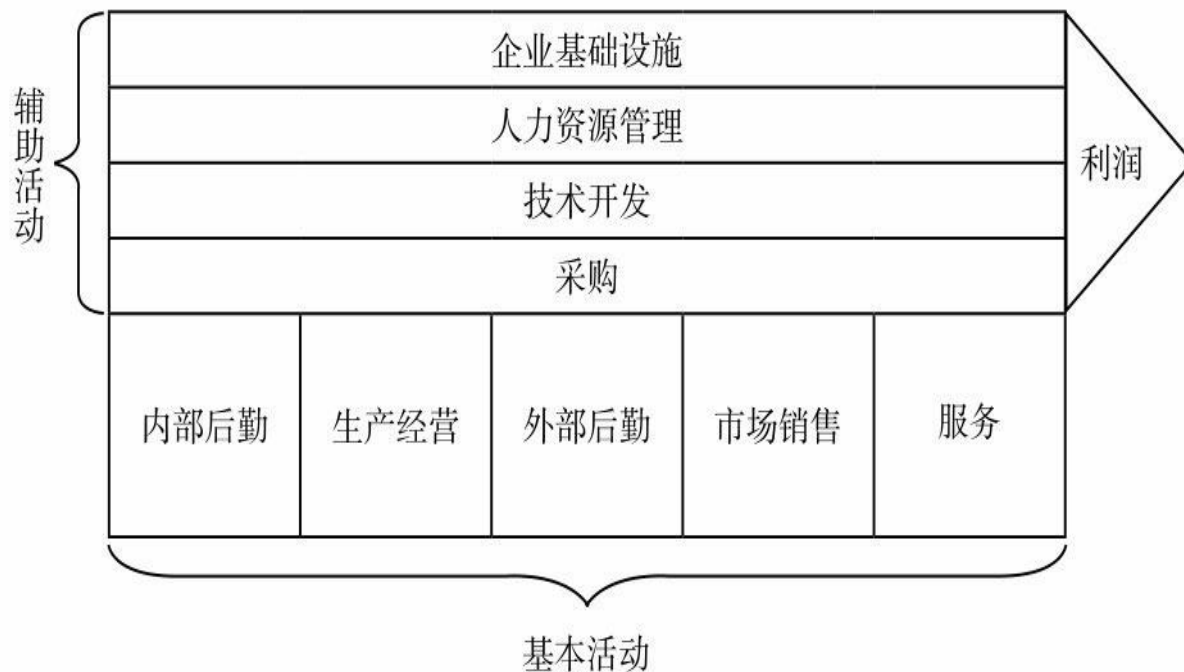 企业基础设施
人力资源管理
技术开发
采购
辅助活动
利润
内部后勤
生产经营
外部后勤
市场销售
服务
基本活动